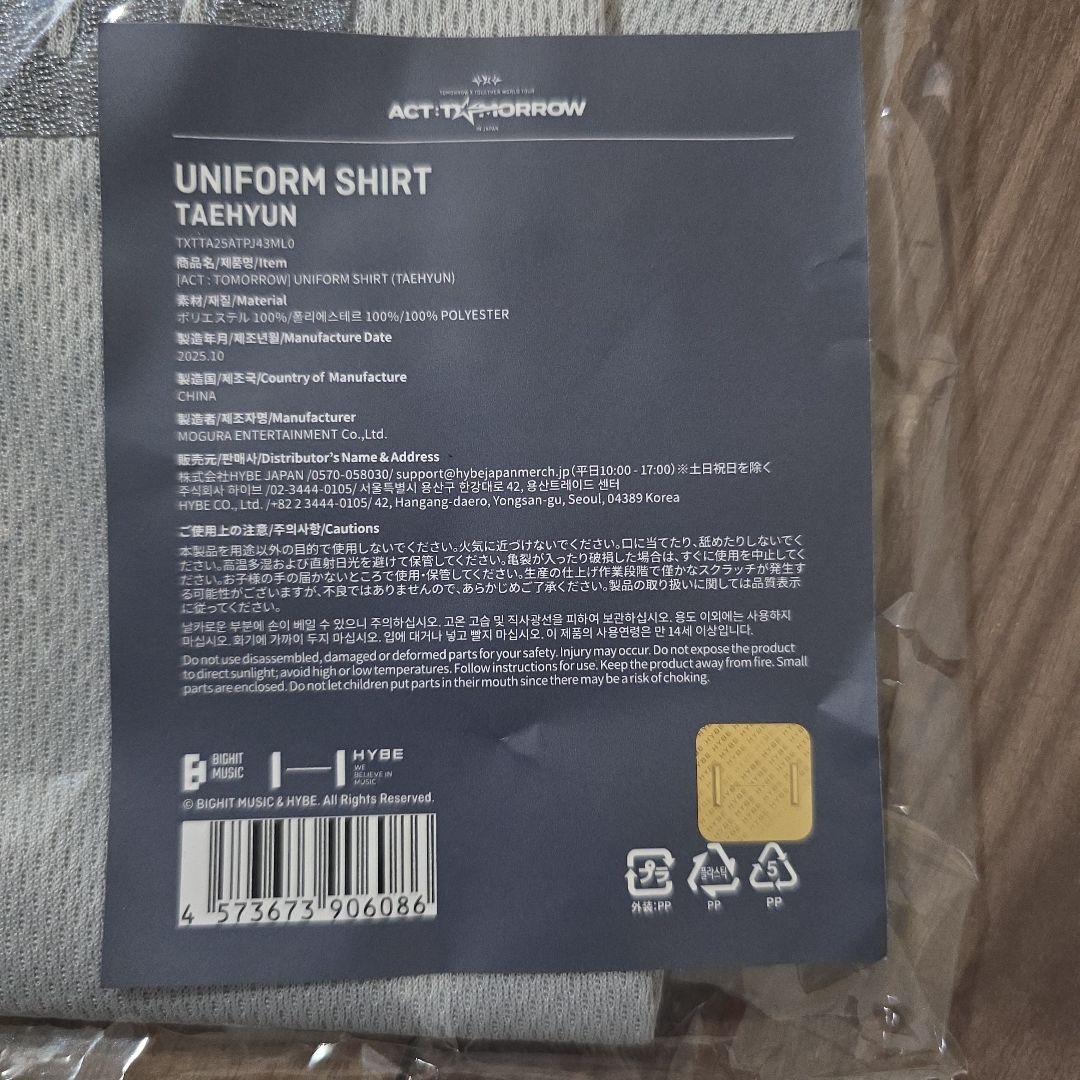 TOMORROW X TOGETHER WORLD TOUR
ACT : TOMORROW
IN JAPAN
UNIFORM SHIRT
TAEHYUN
TXTTA25ATPJ43ML0
商品名/제품명/Item
[ACT : TOMORROW] UNIFORM SHIRT (TAEHYUN)
素材/재질/Material
ポリエステル 100%/폴리에스테르 100%/100% POLYESTER
製造年月/제조년월/Manufacture Date
2025.10
製造国/제조국/Country of Manufacture
CHINA
製造者/제조자명/Manufacturer
MOGURA ENTERTAINMENT Co.,Ltd.
販売元/판매사/Distributor's Name & Address
株式会社HYBE JAPAN /0570-058030/ support@hybejapanmerch.jp (平日10:00 - 17:00)※土日祝日を除く
주식회사 하이브 /02-3444-0105/ 서울특별시 용산구 한강대로 42, 용산트레이드 센터
HYBE CO., Ltd. /+82 2 3444-0105/ 42, Hangang-daero, Yongsan-gu, Seoul, 04389 Korea
ご使用上の注意/주의사항/Cautions
本製品を用途以外の目的で使用しないでください。火気に近づけないでください。口に当てたり、舐めたりしないでく
ださい。高温多湿および直射日光を避けて保管してください。亀裂が入ったり破損した場合は、すぐに使用を中止してく
ださい。お子様の手の届かないところで使用・保管してください。生産の仕上げ作業段階で僅かなスクラッチが発生す
る可能性がございますが、不良ではありませんので、あらかじめご了承ください。製品の取り扱いに関しては品質表示
に従ってください。
날카로운 부분에 손이 베일 수 있으니 주의하십시오. 고온 고습 및 직사광선을 피하여 보관하십시오. 용도 이외에는 사용하지
마십시오. 화기에 가까이 두지 마십시오. 입에 대거나 넣고 빨지 마십시오. 이 제품의 사용연령은 만 14세 이상입니다.
Do not use disassembled, damaged or deformed parts for your safety. Injury may occur. Do not expose the product
to direct sunlight; avoid high or low temperatures. Follow instructions for use. Keep the product away from fire. Small
parts are enclosed. Do not let children put parts in their mouth since there may be a risk of choking.
BIGHIT
MUSIC
HYBE
WE
BELIEVE IN
MUSIC
© BIGHIT MUSIC & HYBE. All Rights Reserved.
4 573673 906086
プラ
外装:PP
플라스틱
PP
5
PP